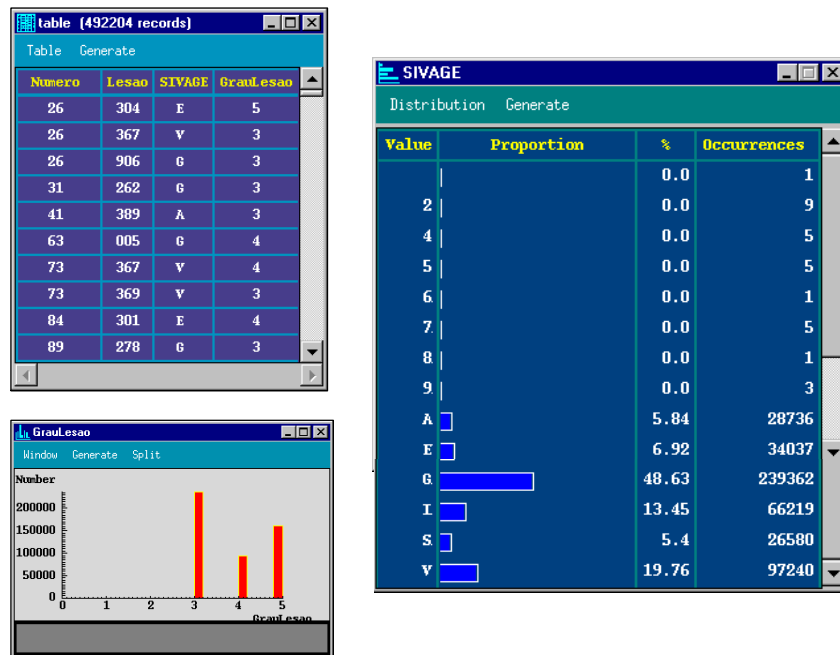 table (492204 records)
Table Generate
Numero Lesao SIVAGE GrauLesao
26 304 E 5
26 367 V 3
26 906 G 3
31 262 G 3
41 389 A 3
63 005 G 4
73 367 V 4
73 369 V 3
84 301 E 4
89 278 G 3
GrauLesao
Window Generate Split
Number
200000
150000
100000
50000
0
0 1 2 3 4 5
GrauLesao
SIVAGE
Distribution Generate
Value Proportion % Occurrences
0.0 1
2 0.0 9
4 0.0 5
5 0.0 5
6. 0.0 1
7. 0.0 5
8. 0.0 1
9. 0.0 3
A 5.84 28736
E 6.92 34037
G. 48.63 239362
I. 13.45 66219
S. 5.4 26580
V 19.76 97240